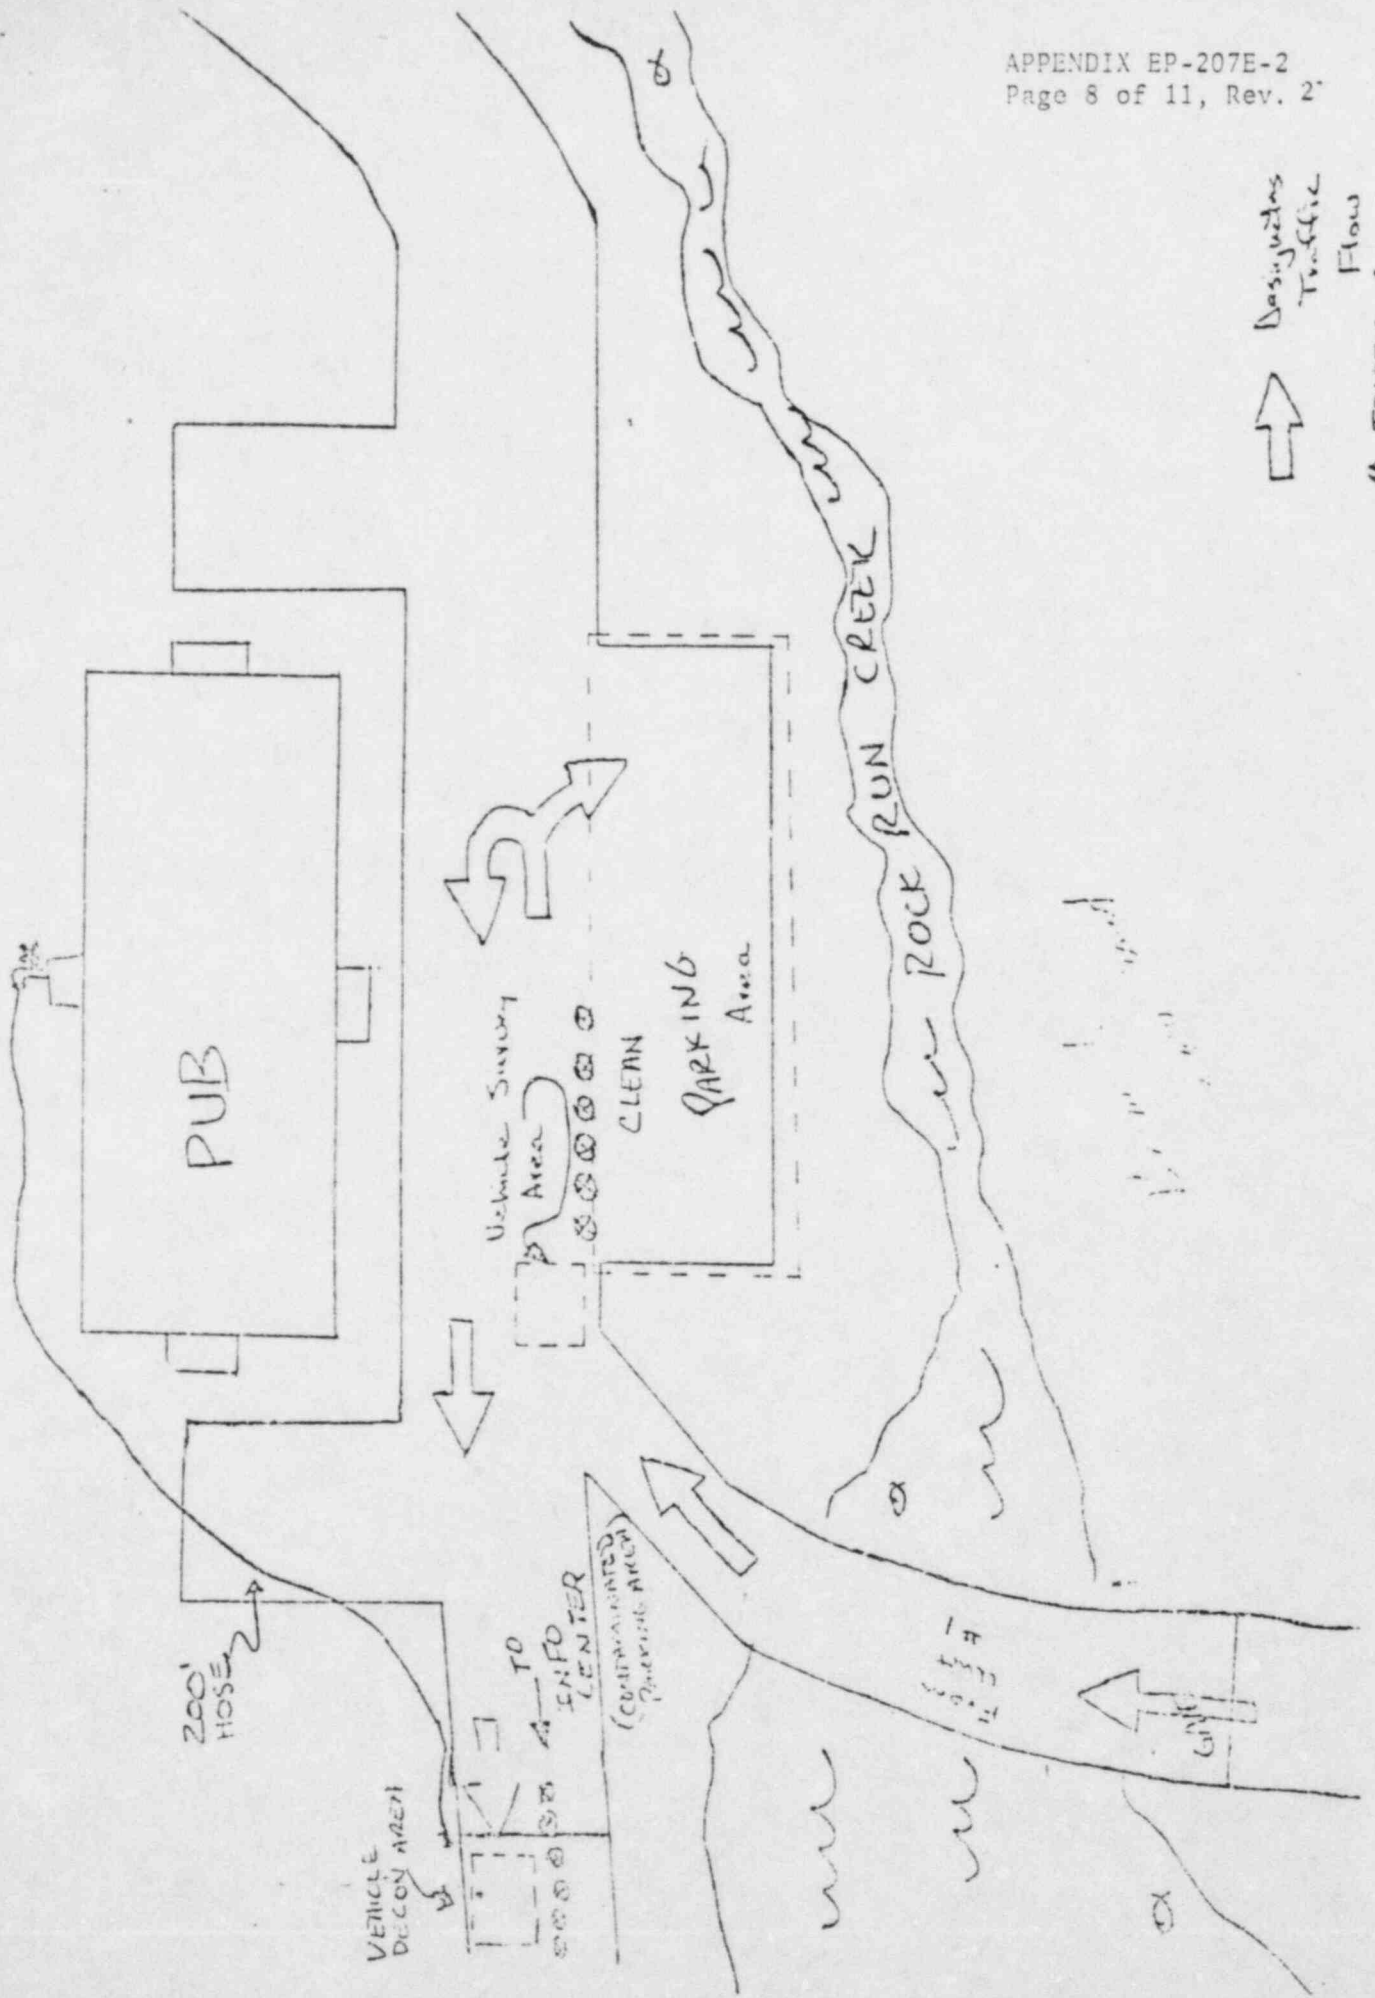 APPENDIX EP-207E-2
Page 8 of 11, Rev. 2
Designates
Traffic
Flow
PUB
200'
HOSE
VEHICLE
DECON AREA
TO
INFO
CENTER
(CONTAMINATED
PARKING AREA)
Vehicle Survey
Area
CLEAN
PARKING
Area
ROCK RUN CREEK